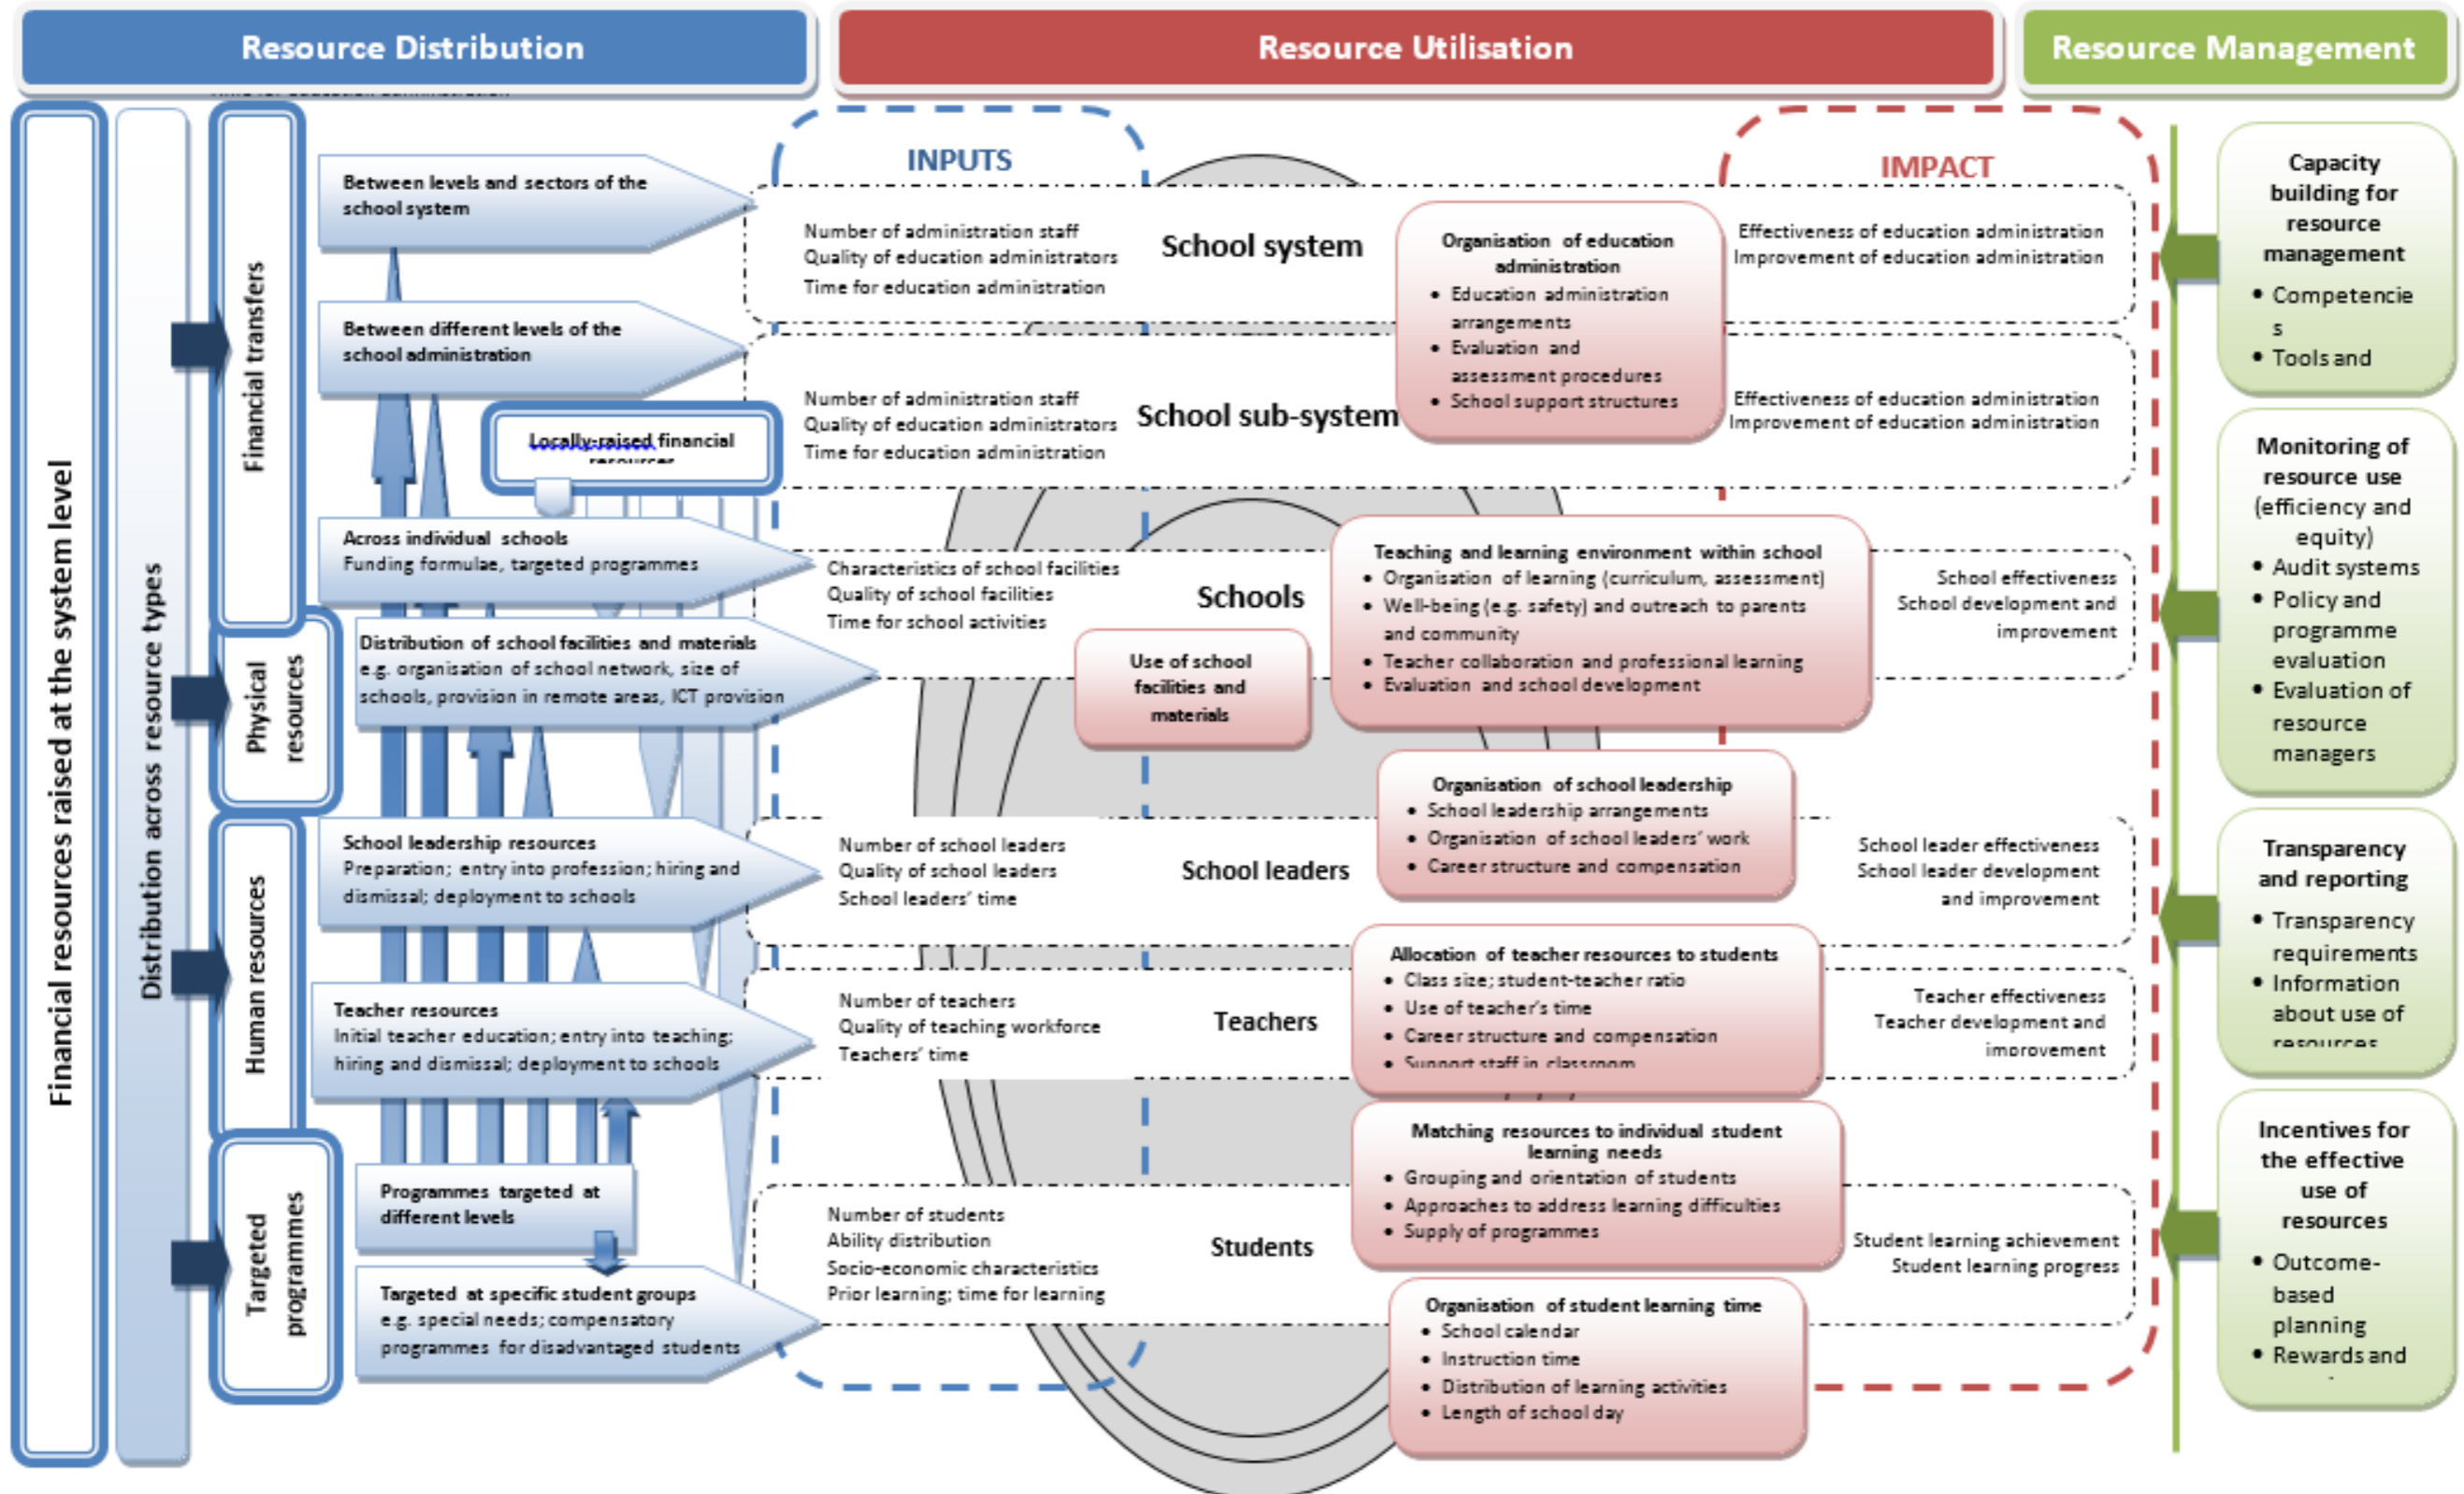 Resource Distribution
Resource Utilisation
Resource Management
Financial resources raised at the system level
Distribution across resource types
Financial transfers
Physical
resources
Human resources
Targeted
programmes
Between levels and sectors of the
school system
Between different levels of the
school administration
Locally-raised financial
resources
Across individual schools
Funding formulae, targeted programmes
Distribution of school facilities and materials
e.g. organisation of school network, size of
schools, provision in remote areas, ICT provision
School leadership resources
Preparation; entry into profession; hiring and
dismissal; deployment to schools
Teacher resources
Initial teacher education; entry into teaching;
hiring and dismissal; deployment to schools
Programmes targeted at
different levels
Targeted at specific student groups
e.g. special needs; compensatory
programmes for disadvantaged students
INPUTS
IMPACT
Number of administration staff
Quality of education administrators
Time for education administration
School system
Organisation of education
administration
• Education administration
arrangements
• Evaluation and
assessment procedures
• School support structures
Effectiveness of education administration
Improvement of education administration
Number of administration staff
Quality of education administrators
Time for education administration
School sub-system
Effectiveness of education administration
Improvement of education administration
Characteristics of school facilities
Quality of school facilities
Time for school activities
Schools
Use of school
facilities and
materials
Teaching and learning environment within school
• Organisation of learning (curriculum, assessment)
• Well-being (e.g. safety) and outreach to parents
and community
• Teacher collaboration and professional learning
• Evaluation and school development
School effectiveness
School development and
improvement
Organisation of school leadership
• School leadership arrangements
• Organisation of school leaders' work
• Career structure and compensation
Number of school leaders
Quality of school leaders
School leaders' time
School leaders
School leader effectiveness
School leader development
and improvement
Allocation of teacher resources to students
• Class size; student-teacher ratio
• Use of teacher's time
• Career structure and compensation
• Support staff in classroom
Number of teachers
Quality of teaching workforce
Teachers' time
Teachers
Teacher effectiveness
Teacher development and
improvement
Matching resources to individual student
learning needs
• Grouping and orientation of students
• Approaches to address learning difficulties
• Supply of programmes
Number of students
Ability distribution
Socio-economic characteristics
Prior learning; time for learning
Students
Student learning achievement
Student learning progress
Organisation of student learning time
• School calendar
• Instruction time
• Distribution of learning activities
• Length of school day
Capacity
building for
resource
management
• Competencie
s
• Tools and
Monitoring of
resource use
(efficiency and
equity)
• Audit systems
• Policy and
programme
evaluation
• Evaluation of
resource
managers
Transparency
and reporting
• Transparency
requirements
• Information
about use of
resources
Incentives for
the effective
use of
resources
• Outcome-
based
planning
• Rewards and